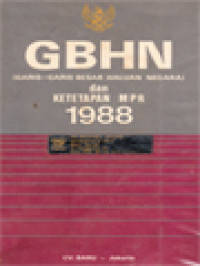 GBHN
(GARIS-GARIS BESAR HALUAN NEGARA)
dan
KETETAPAN MPR
1988
CV. BARU - Jakarta